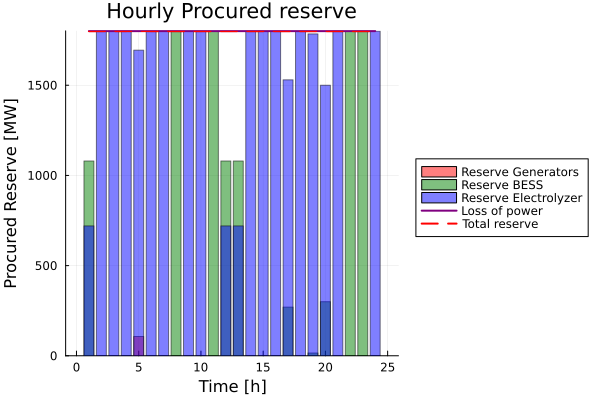 Hourly Procured reserve
Procured Reserve [MW]
1500
1000
500
0
0 5 10 15 20 25
Time [h]
Reserve Generators
Reserve BESS
Reserve Electrolyzer
Loss of power
Total reserve